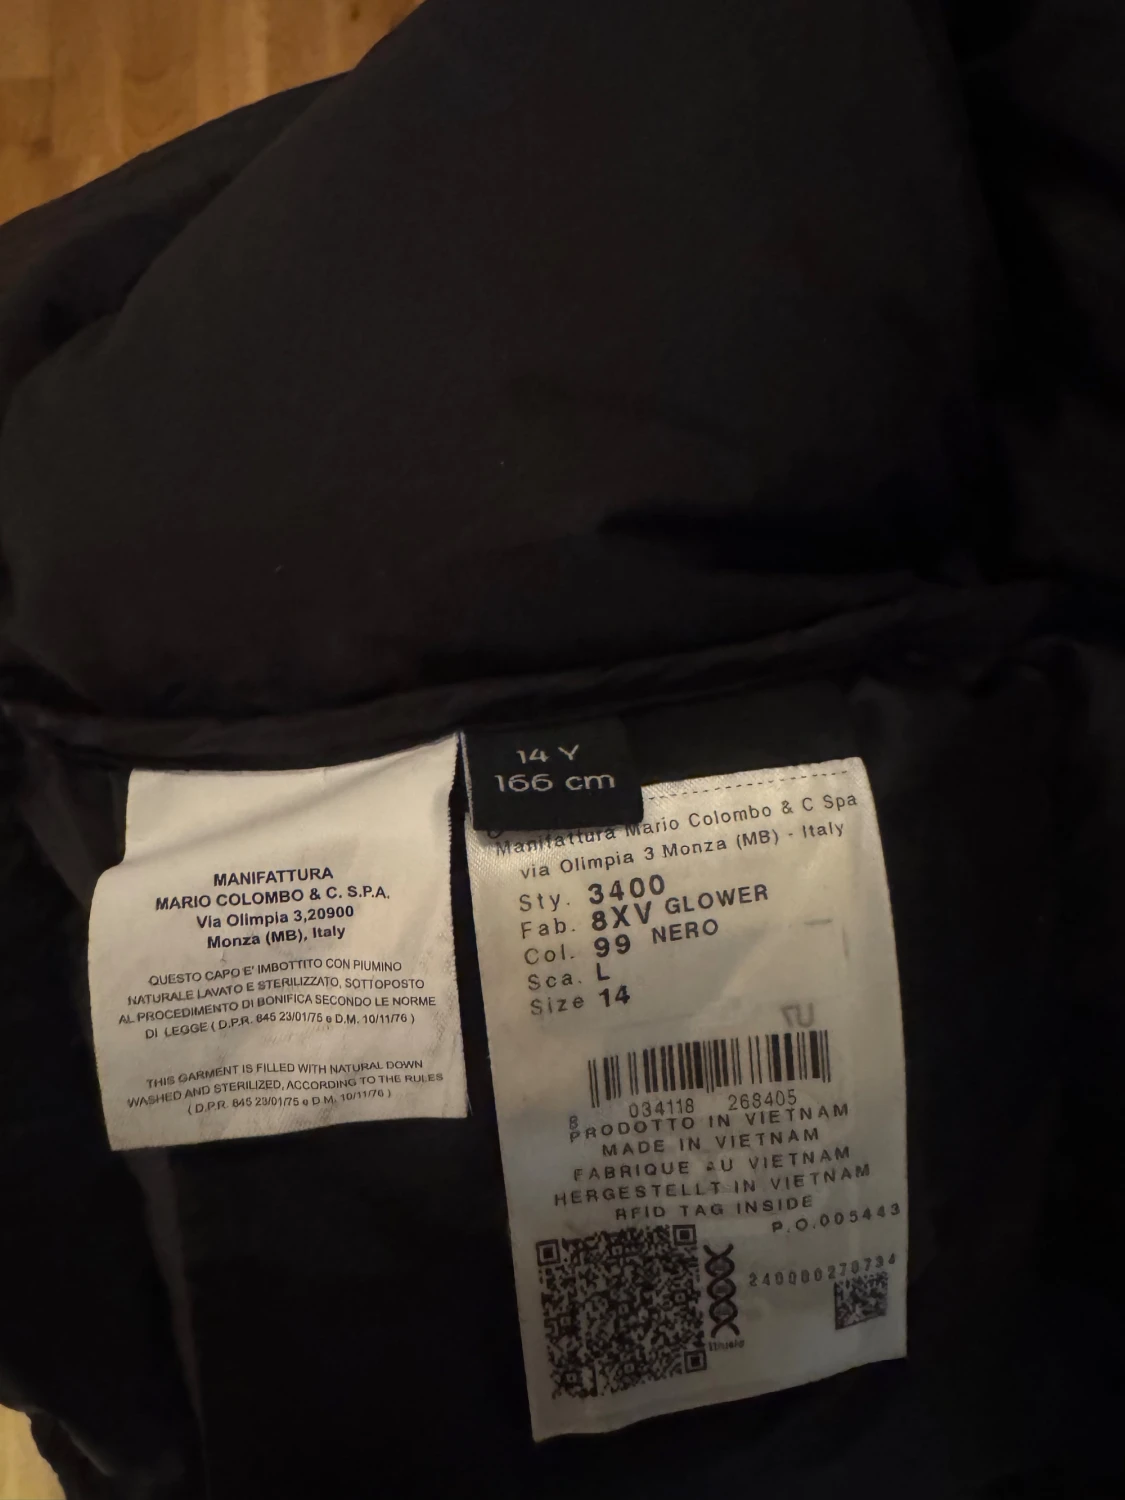 14 Y
166 cm
MANIFATTURA
MARIO COLOMBO & C. S.P.A.
Via Olimpia 3,20900
Monza (MB), Italy
QUESTO CAPO E' IMBOTTITO CON PIUMINO
NATURALE LAVATO E STERILIZZATO, SOTTOPOSTO
AL PROCEDIMENTO DI BONIFICA SECONDO LE NORME
DI LEGGE ( D.P.R. 845 23/01/75 e D.M. 10/11/76 )
THIS GARMENT IS FILLED WITH NATURAL DOWN
WASHED AND STERILIZED, ACCORDING TO THE RULES
( D.P.R. 845 23/01/75 e D.M. 10/11/76 )
Manifattura Mario Colombo & C Spa
via Olimpia 3 Monza (MB) - Italy
Sty. 3400
Fab. 8XV GLOWER
Col. 99 NERO
Sca. L
Size 14
8 034118 268405
PRODOTTO IN VIETNAM
MADE IN VIETNAM
FABRIQUE AU VIETNAM
HERGESTELLT IN VIETNAM
RFID TAG INSIDE
P.O.005443
240000270734